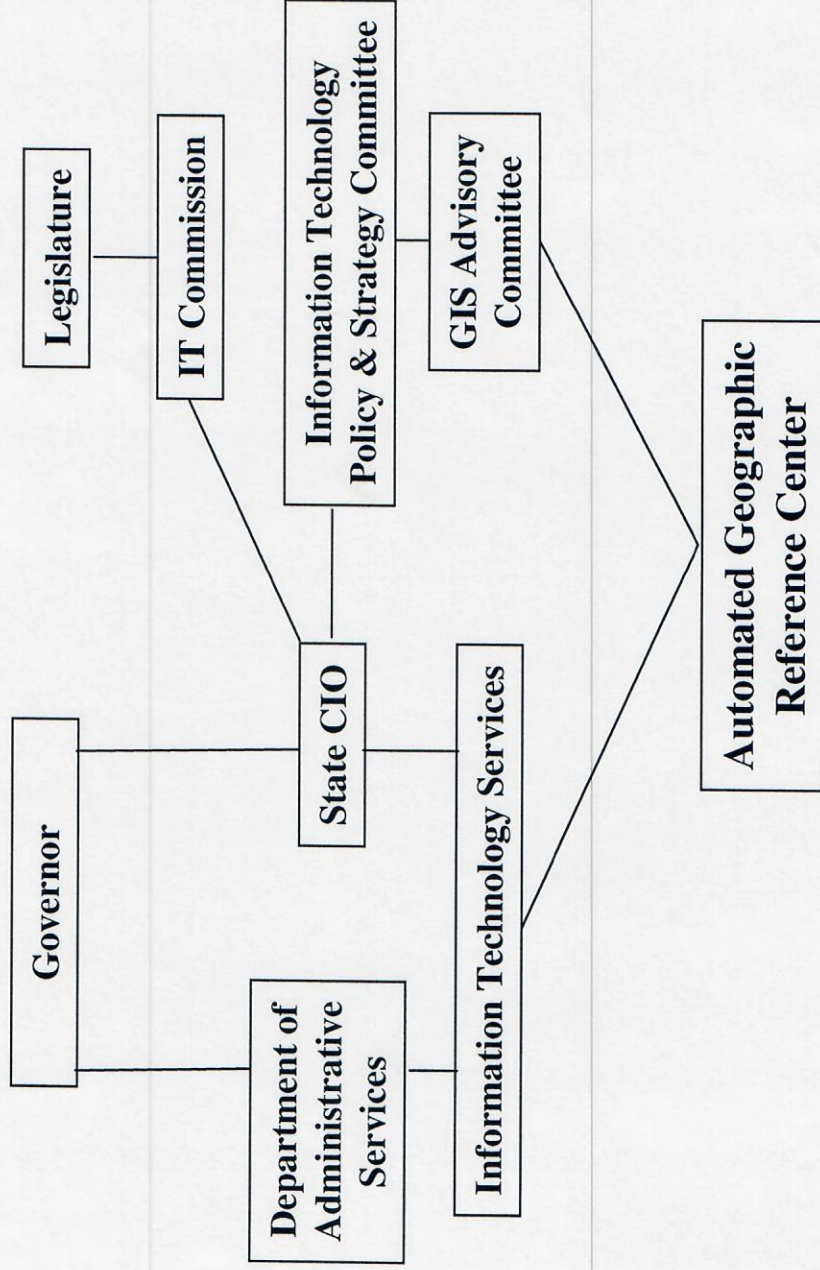 Governor
Legislature
IT Commission
Department of
Administrative
Services
State CIO
Information Technology
Policy & Strategy Committee
Information Technology Services
GIS Advisory
Committee
Automated Geographic
Reference Center